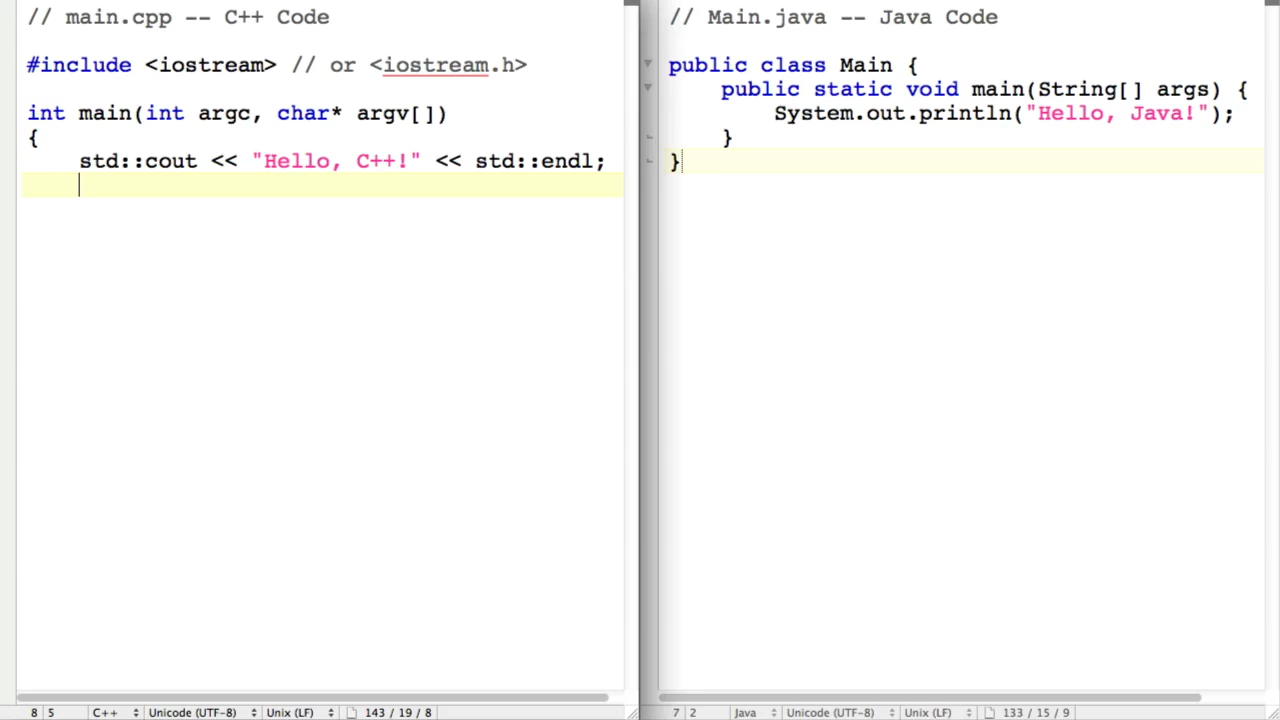 // main.cpp -- C++ Code
#include <iostream> // or <iostream.h>
int main(int argc, char* argv[])
{
    std::cout << "Hello, C++!" << std::endl;
8 5 C++ Unicode (UTF-8) Unix (LF) 143 / 19 / 8
// Main.java -- Java Code
public class Main {
    public static void main(String[] args) {
        System.out.println("Hello, Java!");
    }
}
7 2 Java Unicode (UTF-8) Unix (LF) 133 / 15 / 9